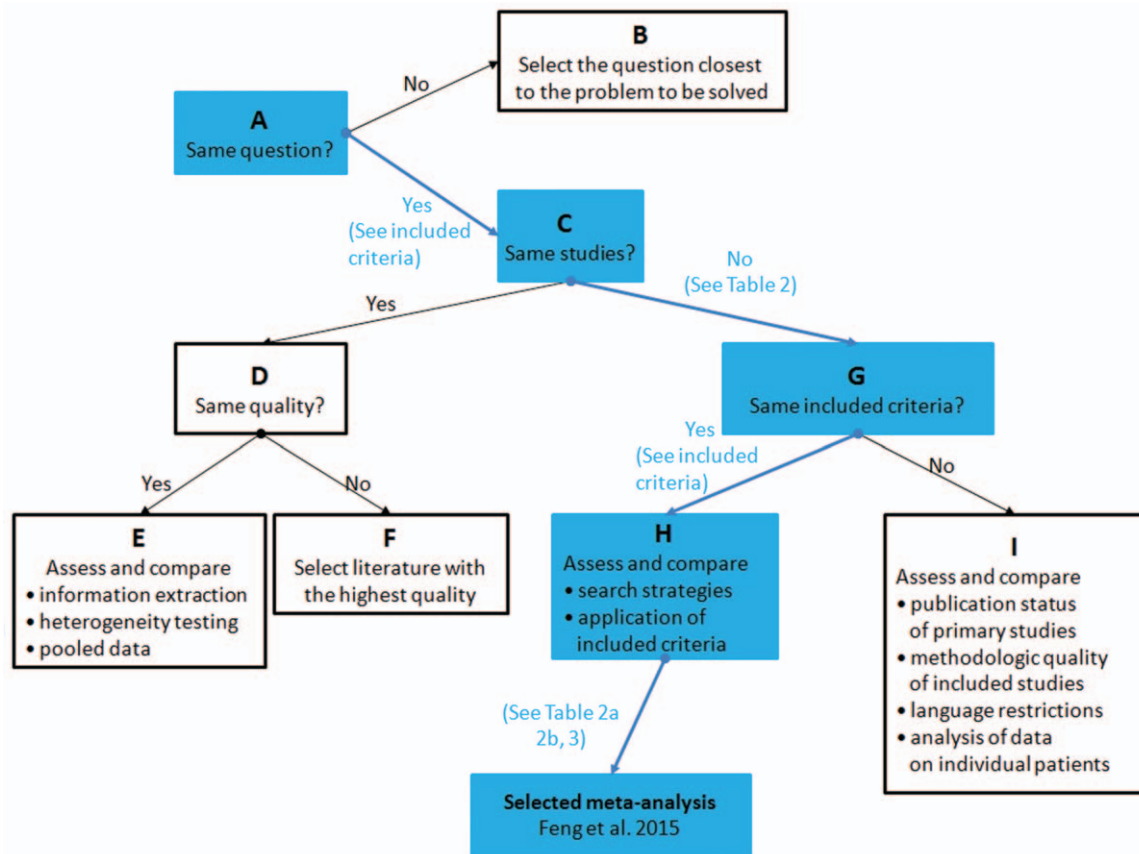 B
Select the question closest
to the problem to be solved
No
A
Same question?
Yes
(See included
criteria)
C
Same studies?
No
(See Table 2)
Yes
D
Same quality?
G
Same included criteria?
Yes
(See included
criteria)
No
Yes
No
E
Assess and compare
• information extraction
• heterogeneity testing
• pooled data
F
Select literature with
the highest quality
H
Assess and compare
• search strategies
• application of
included criteria
I
Assess and compare
• publication status
of primary studies
• methodologic quality
of included studies
• language restrictions
• analysis of data
on individual patients
(See Table 2a
2b, 3)
Selected meta-analysis
Feng et al. 2015